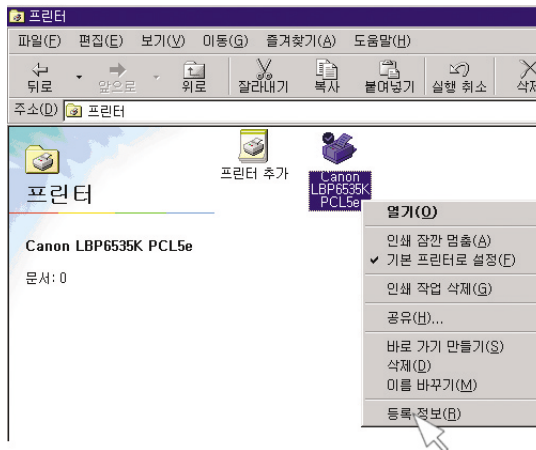 프린터
파일(F) 편집(E) 보기(V) 이동(G) 즐겨찾기(A) 도움말(H)
뒤로 앞으로 위로 잘라내기 복사 붙여넣기 실행 취소
주소(D) 프린터
프린터 추가
Canon
LBP6535K
PCL5e
프린터
Canon LBP6535K PCL5e
문서: 0
열기(O)
인쇄 잠깐 멈춤(A)
기본 프린터로 설정(F)
인쇄 작업 삭제(G)
공유(H)...
바로 가기 만들기(S)
삭제(D)
이름 바꾸기(M)
등록 정보(R)